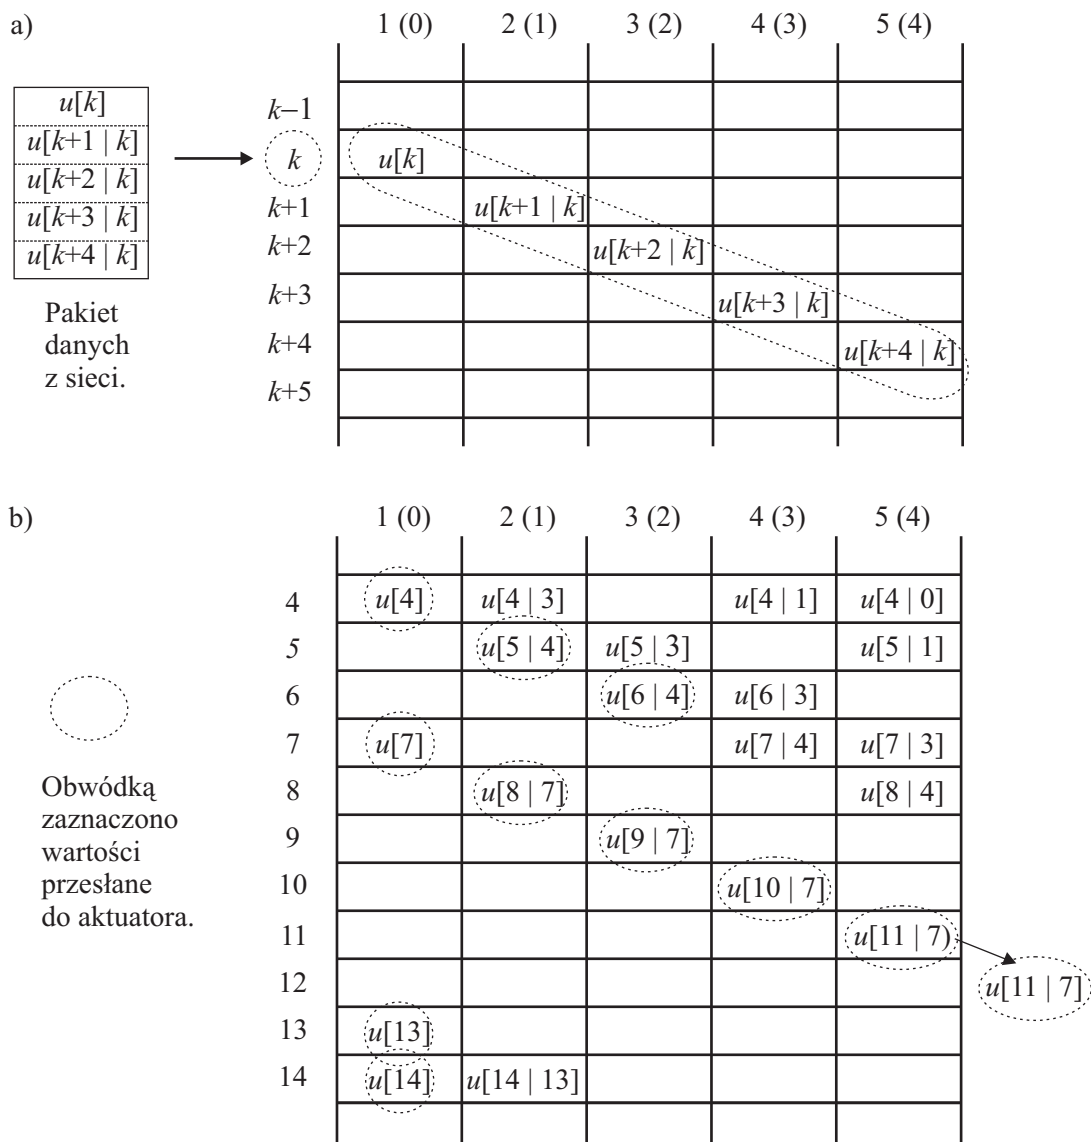 a)
1 (0) 2 (1) 3 (2) 4 (3) 5 (4)
u[k]
u[k+1 | k]
u[k+2 | k]
u[k+3 | k]
u[k+4 | k]
Pakiet
danych
z sieci.
k–1
k u[k]
k+1 u[k+1 | k]
k+2 u[k+2 | k]
k+3 u[k+3 | k]
k+4 u[k+4 | k]
k+5
b)
1 (0) 2 (1) 3 (2) 4 (3) 5 (4)
4 u[4] u[4 | 3] u[4 | 1] u[4 | 0]
5 u[5 | 4] u[5 | 3] u[5 | 1]
6 u[6 | 4] u[6 | 3]
7 u[7] u[7 | 4] u[7 | 3]
8 u[8 | 7] u[8 | 4]
9 u[9 | 7]
10 u[10 | 7]
11 u[11 | 7)
12 u[11 | 7]
13 u[13]
14 u[14] u[14 | 13]
Obwódką
zaznaczono
wartości
przesłane
do aktuatora.